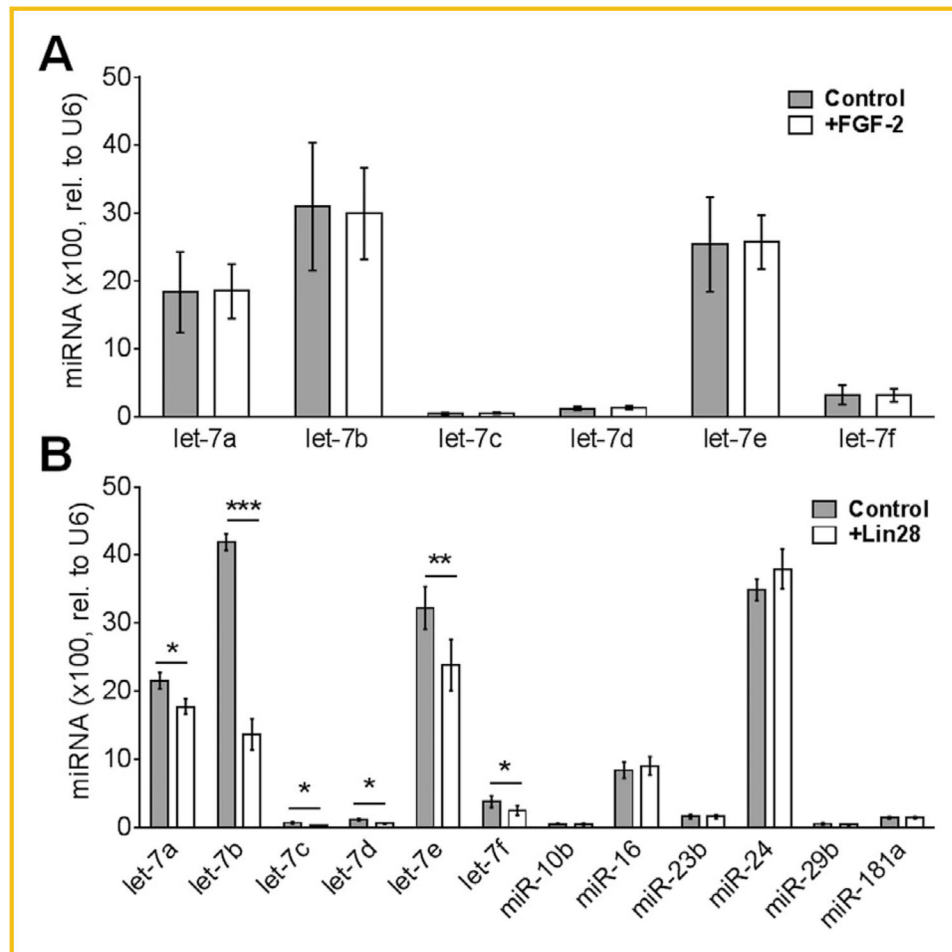 A
miRNA (x100, rel. to U6)
50
40
30
20
10
0
Control
+FGF-2
let-7a let-7b let-7c let-7d let-7e let-7f
B
miRNA (x100, rel. to U6)
50
40
30
20
10
0
Control
+Lin28
* *** * * ** *
let-7a let-7b let-7c let-7d let-7e let-7f miR-10b miR-16 miR-23b miR-24 miR-29b miR-181a